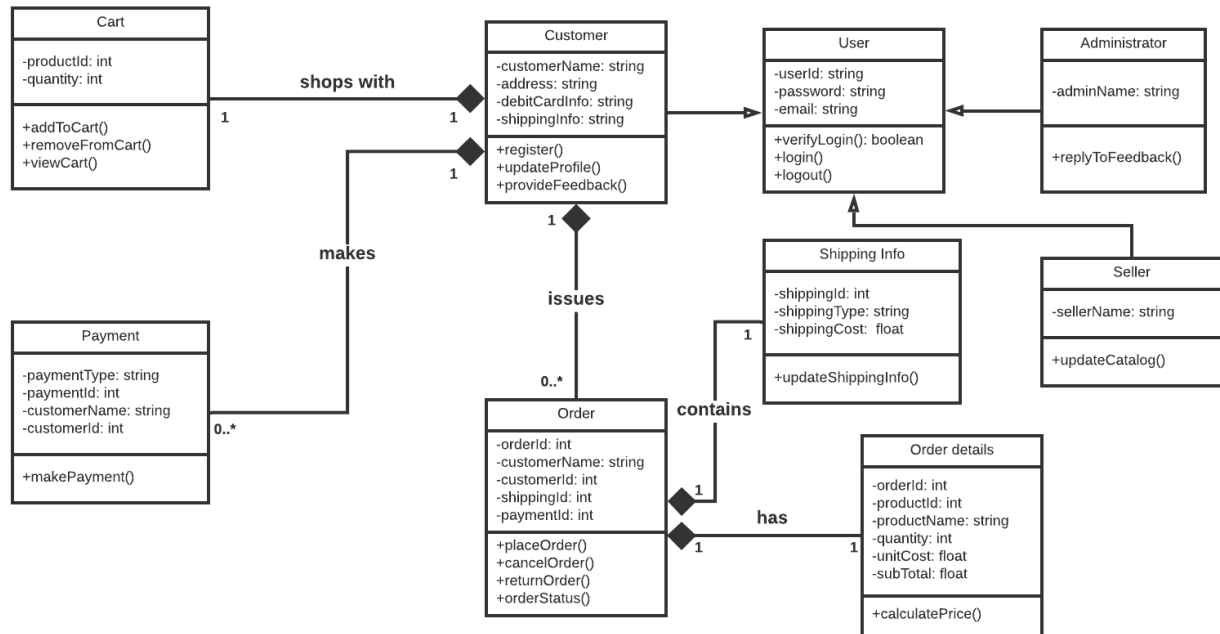 Cart
-productId: int
-quantity: int
+addToCart()
+removeFromCart()
+viewCart()
shops with
1
1
Customer
-customerName: string
-address: string
-debitCardInfo: string
-shippingInfo: string
+register()
+updateProfile()
+provideFeedback()
User
-userId: string
-password: string
-email: string
+verifyLogin(): boolean
+login()
+logout()
Administrator
-adminName: string
+replyToFeedback()
1
makes
0..*
Payment
-paymentType: string
-paymentId: int
-customerName: string
-customerId: int
+makePayment()
1
issues
0..*
Shipping Info
-shippingId: int
-shippingType: string
-shippingCost:  float
+updateShippingInfo()
Seller
-sellerName: string
+updateCatalog()
Order
-orderId: int
-customerName: string
-customerId: int
-shippingId: int
-paymentId: int
+placeOrder()
+cancelOrder()
+returnOrder()
+orderStatus()
1
contains
1
has
1
1
Order details
-orderId: int
-productId: int
-productName: string
-quantity: int
-unitCost: float
-subTotal: float
+calculatePrice()